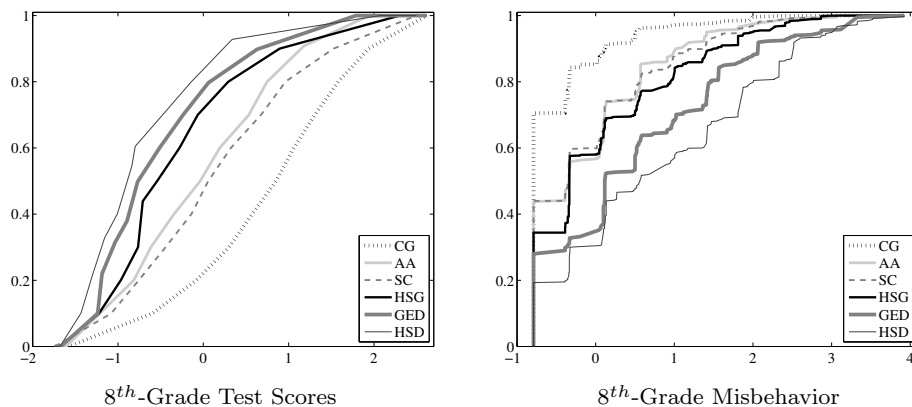 1
0.8
0.6
0.4
0.2
0
−2
−1
0
1
2
CG
AA
SC
HSG
GED
HSD
8th-Grade Test Scores
1
0.8
0.6
0.4
0.2
0
−1
0
1
2
3
4
CG
AA
SC
HSG
GED
HSD
8th-Grade Misbehavior